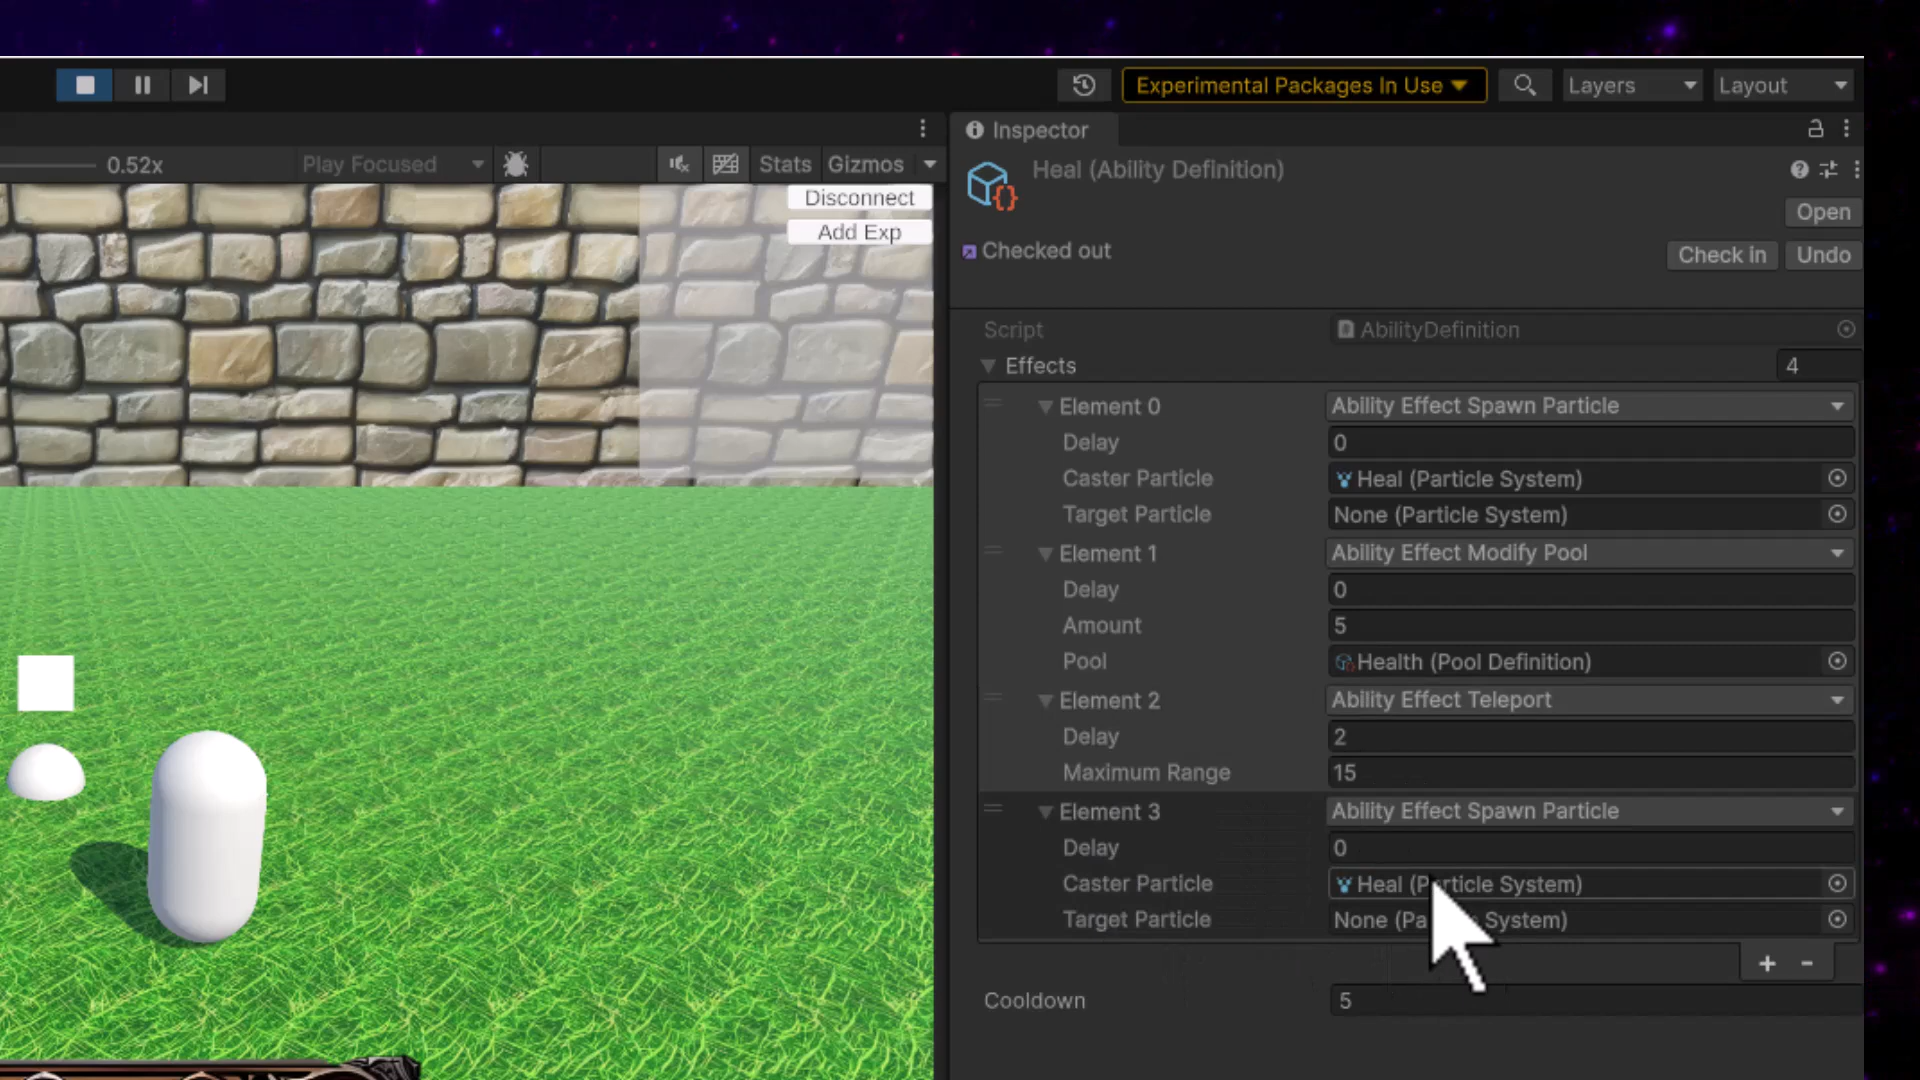 Experimental Packages In Use
Layers
Layout
Inspector
0.52x
Play Focused
Stats
Gizmos
Heal (Ability Definition)
Open
Disconnect
Add Exp
Checked out
Check in
Undo
Script
AbilityDefinition
Effects
4
Element 0
Ability Effect Spawn Particle
Delay
0
Caster Particle
Heal (Particle System)
Target Particle
None (Particle System)
Element 1
Ability Effect Modify Pool
Delay
0
Amount
5
Pool
Health (Pool Definition)
Element 2
Ability Effect Teleport
Delay
2
Maximum Range
15
Element 3
Ability Effect Spawn Particle
Delay
0
Caster Particle
Heal (Particle System)
Target Particle
None (Pa System)
Cooldown
5